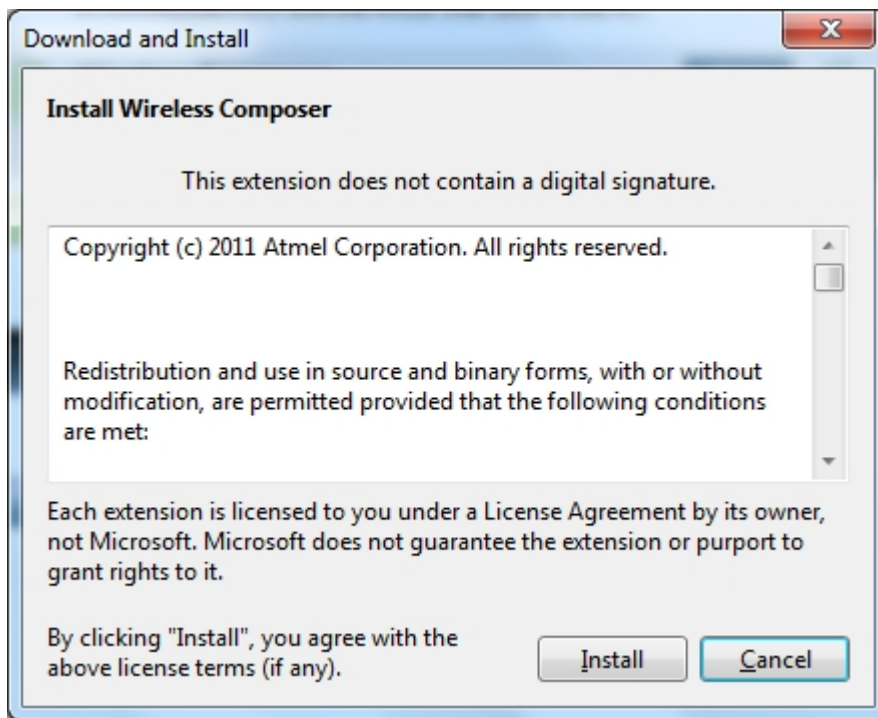 Download and Install
Install Wireless Composer
This extension does not contain a digital signature.
Copyright (c) 2011 Atmel Corporation. All rights reserved.
Redistribution and use in source and binary forms, with or without
modification, are permitted provided that the following conditions
are met:
Each extension is licensed to you under a License Agreement by its owner,
not Microsoft. Microsoft does not guarantee the extension or purport to
grant rights to it.
By clicking "Install", you agree with the
above license terms (if any).
Install
Cancel